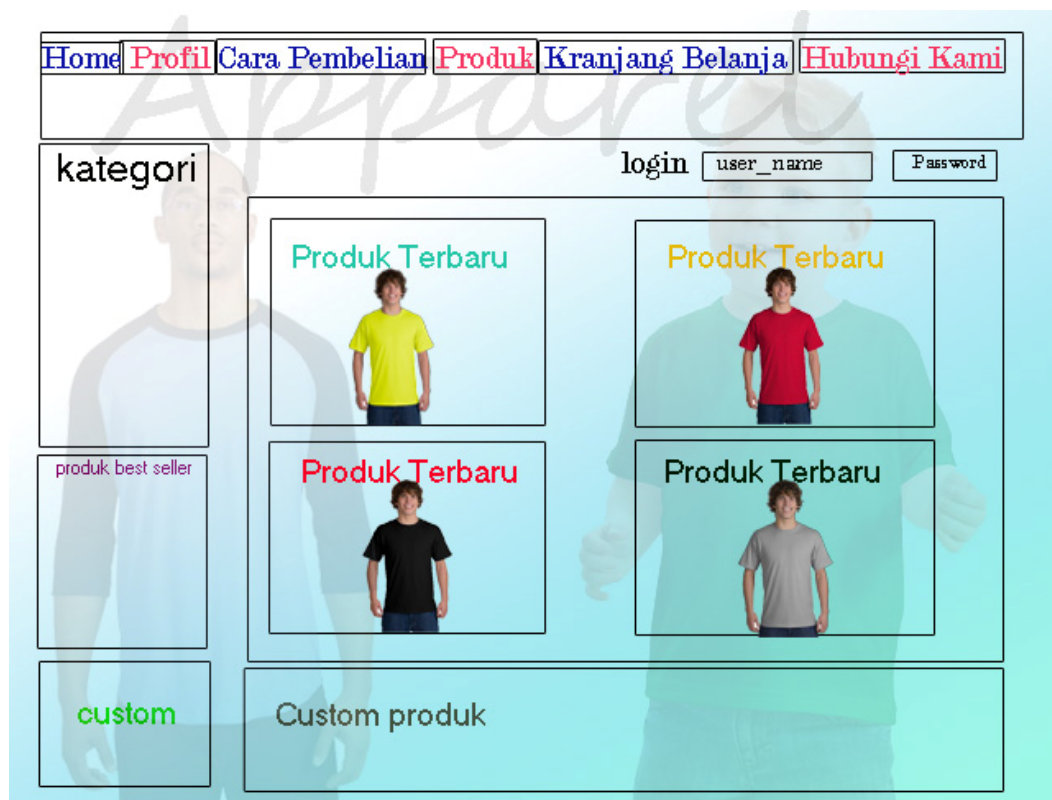 Apparel
Home Profil Cara Pembelian Produk Kranjang Belanja Hubungi Kami
kategori
login user_name Password
Produk Terbaru Produk Terbaru
produk best seller
Produk Terbaru Produk Terbaru
custom
Custom produk